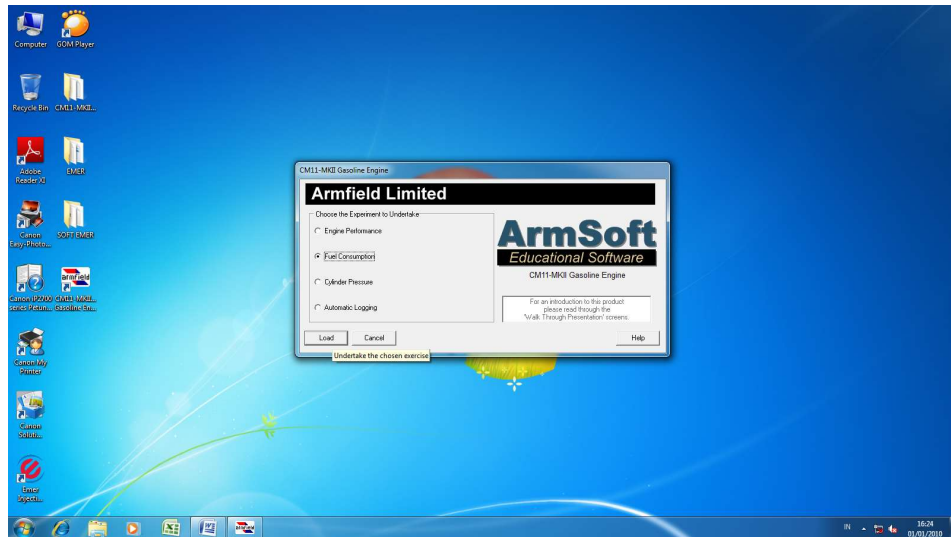 Computer
GOM Player
Recycle Bin
CM11-MKII...
Adobe
Reader XI
EMER
Canon
Easy-Photo...
SOFT EMER
Canon iP2700
series Petun...
armfield
CM11-MKII...
Gasoline En...
Canon My
Printer
Canon
Soluti...
Emer
Injecti...
CM11-MKII Gasoline Engine
Armfield Limited
Choose the Experiment to Undertake
Engine Performance
Fuel Consumption
Cylinder Pressure
Automatic Logging
ArmSoft
Educational Software
CM11-MKII Gasoline Engine
For an introduction to this product
please read through the
'Walk Through Presentation' screens.
Load
Cancel
Help
Undertake the chosen exercise
armfield
IN
16:24
01/01/2010